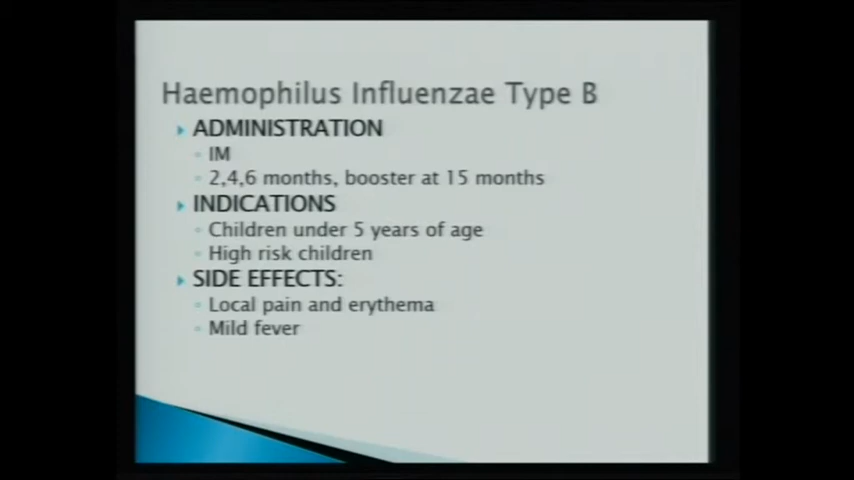 Haemophilus Influenzae Type B
ADMINISTRATION
IM
2,4,6 months, booster at 15 months
INDICATIONS
Children under 5 years of age
High risk children
SIDE EFFECTS:
Local pain and erythema
Mild fever